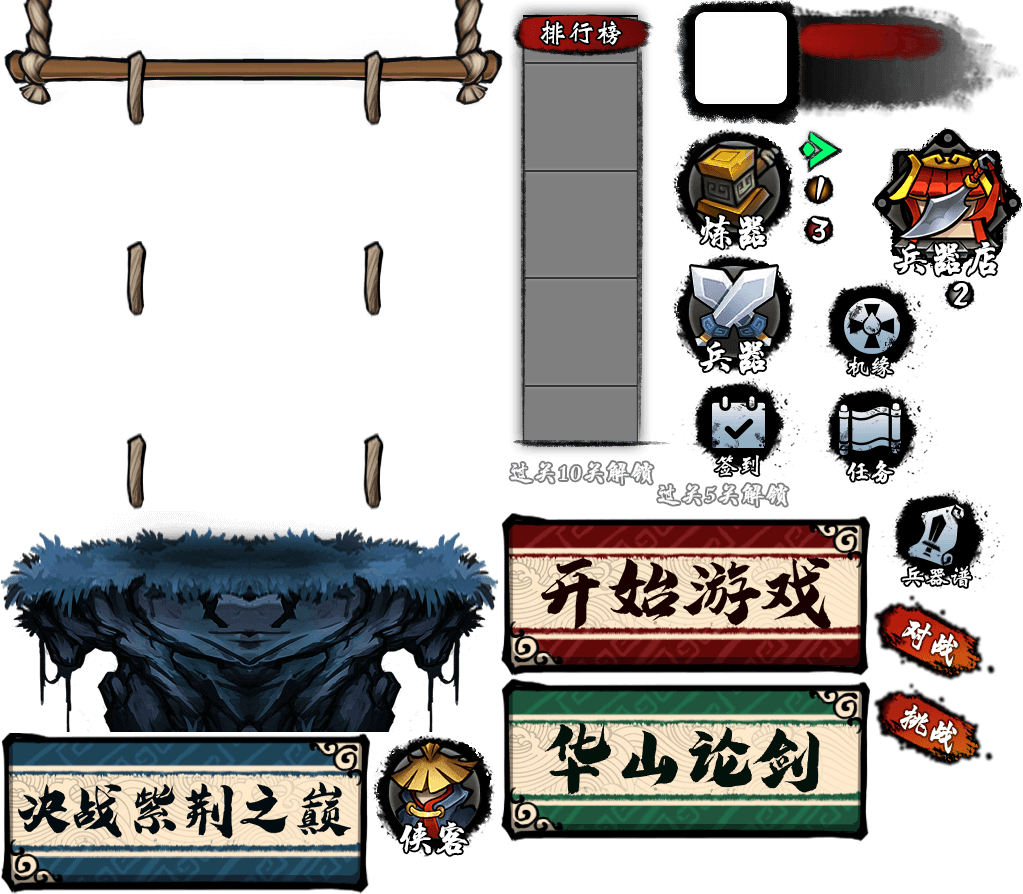 排行榜
炼器
3
兵器店
2
兵器
机缘
签到
任务
过关10关解锁
过关5关解锁
兵器谱
开始游戏
对战
挑战
华山论剑
决战紫荆之巅
侠客